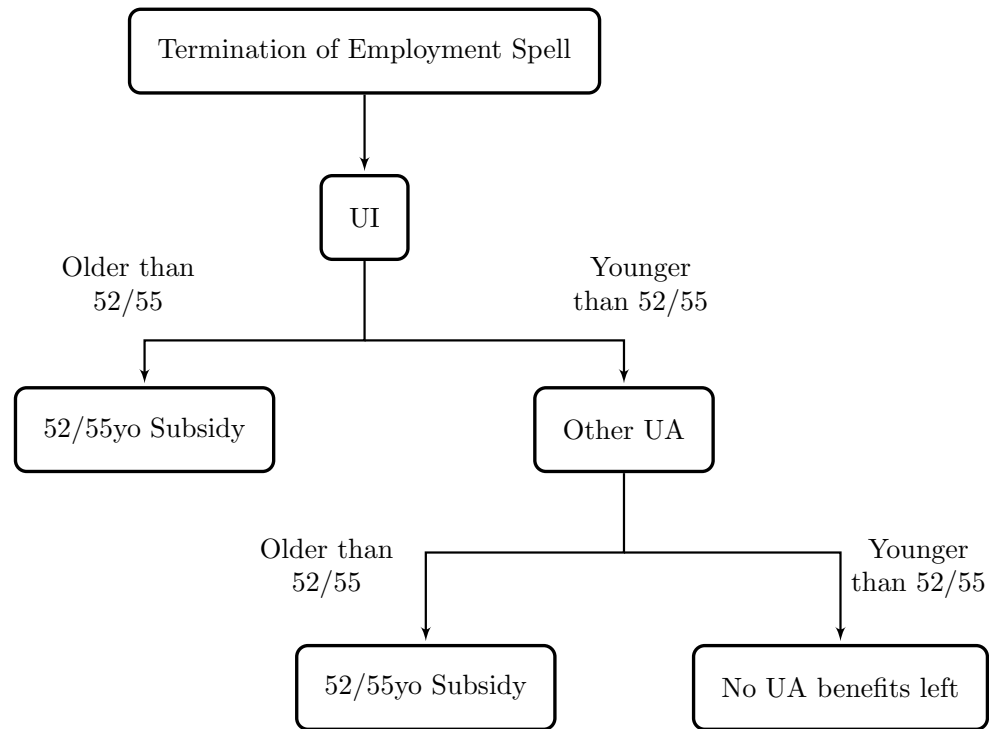 Termination of Employment Spell
UI
Older than
52/55
Younger
than 52/55
52/55yo Subsidy
Other UA
Older than
52/55
Younger
than 52/55
52/55yo Subsidy
No UA benefits left